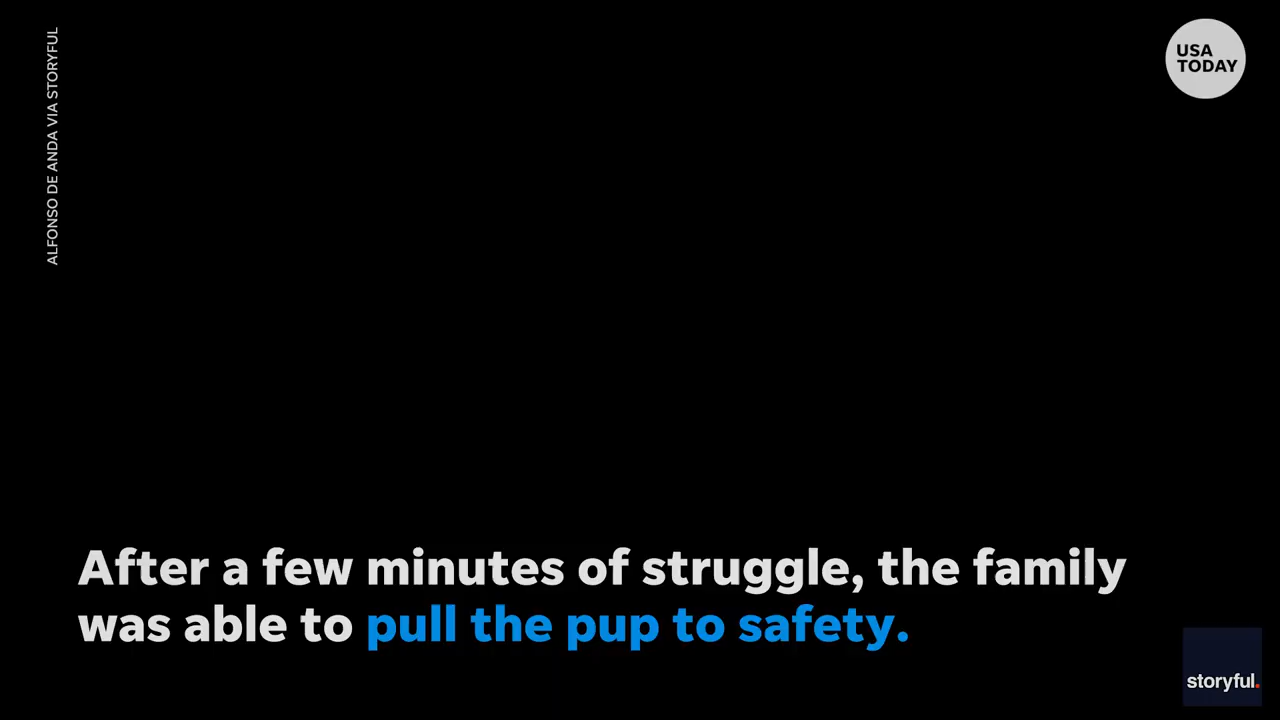 ALFONSO DE ANDA VIA STORYFUL
USA
TODAY
After a few minutes of struggle, the family
was able to pull the pup to safety.
storyful.